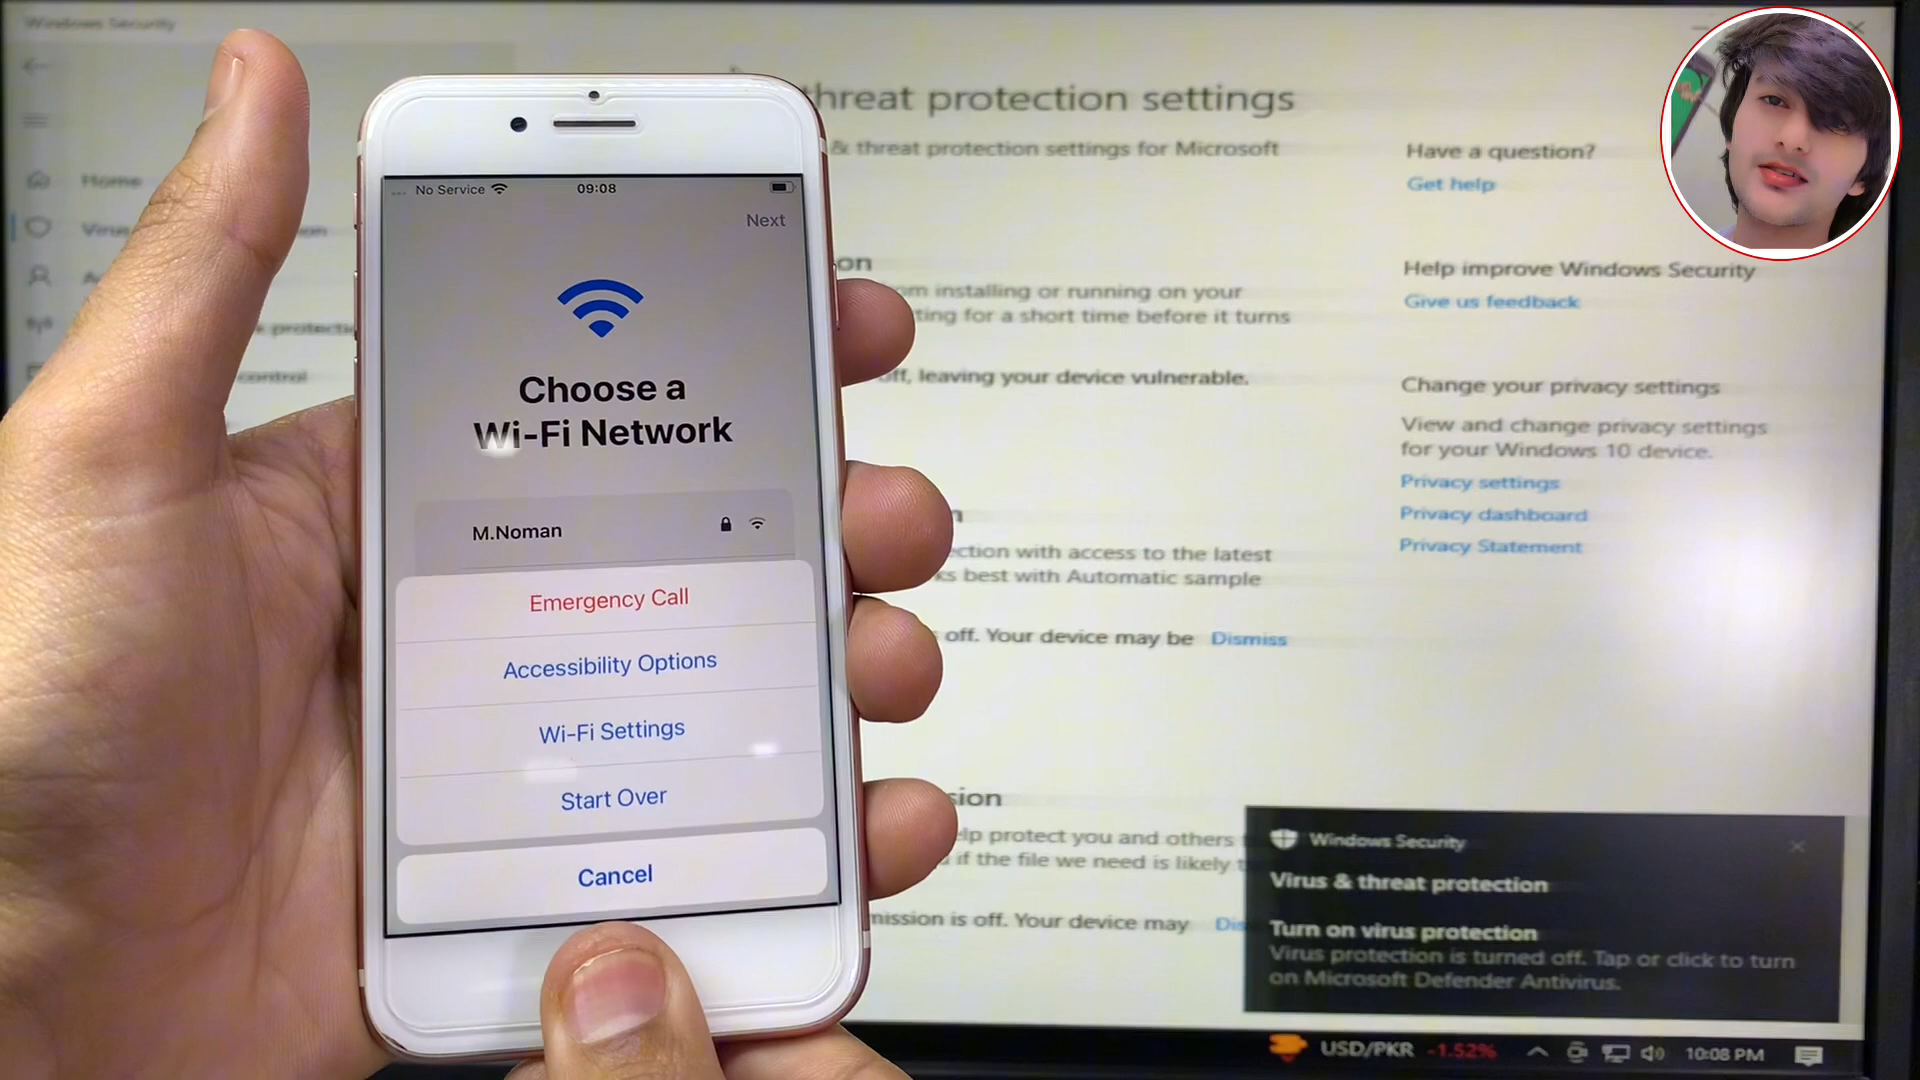 Windows Security
Home
threat protection settings
& threat protection settings for Microsoft
Have a question?
Get help
om installing or running on your
ting for a short time before it turns
Help improve Windows Security
Give us feedback
off, leaving your device vulnerable.
Change your privacy settings
View and change privacy settings
for your Windows 10 device.
Privacy settings
Privacy dashboard
Privacy Statement
control
ction with access to the latest
ks best with Automatic sample
off. Your device may be Dismiss
lp protect you and others
if the file we need is likely
mission is off. Your device may Dis
Windows Security
Virus & threat protection
Turn on virus protection
Virus protection is turned off. Tap or click to turn
on Microsoft Defender Antivirus.
USD/PKR -1.52%
10:08 PM
No Service
09:08
Next
Choose a
Wi-Fi Network
M.Noman
Emergency Call
Accessibility Options
Wi-Fi Settings
Start Over
Cancel